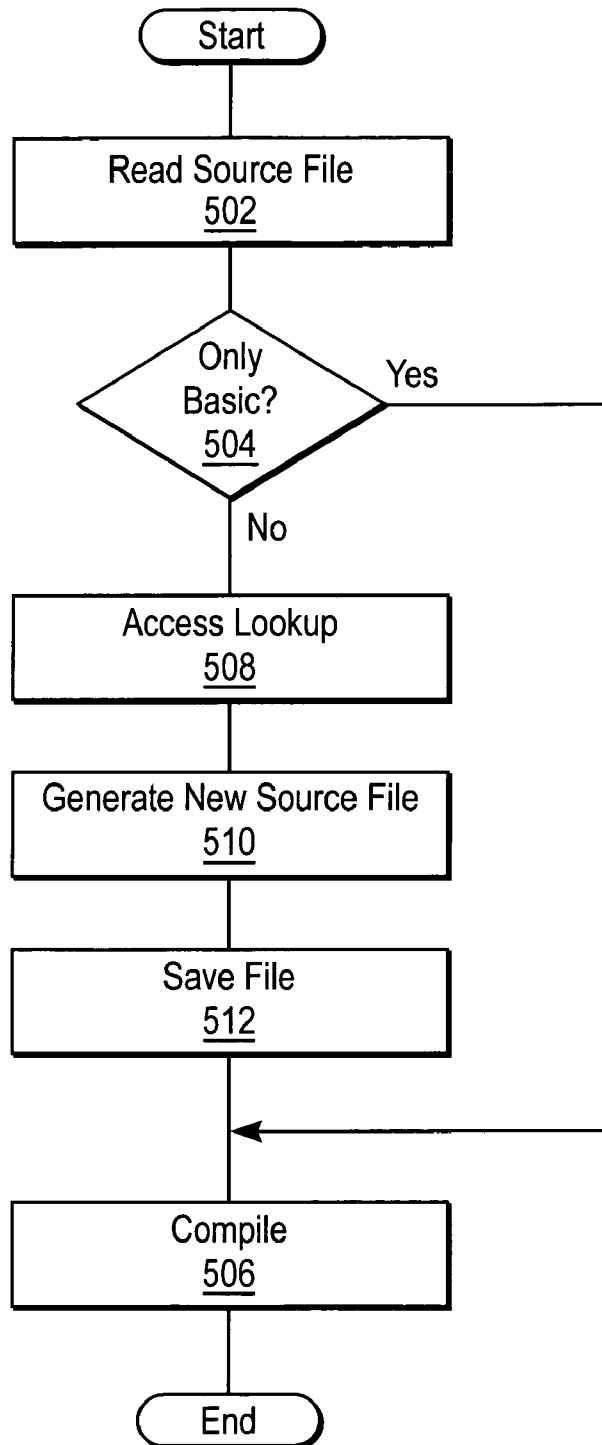 Start
Read Source File
502
Only
Basic?
504
Yes
No
Access Lookup
508
Generate New Source File
510
Save File
512
Compile
506
End